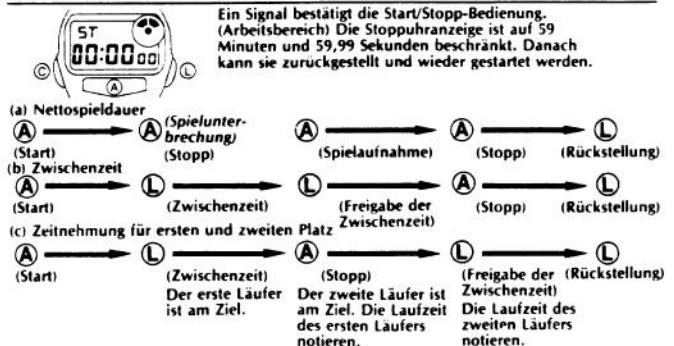 Ein Signal bestätigt die Start/Stopp-Bedienung.
(Arbeitsbereich) Die Stoppuhranzeige ist auf 59
Minuten und 59,99 Sekunden beschränkt. Danach
kann sie zurückgestellt und wieder gestartet werden.
ST
00:00 00
C
A
L
(a) Nettospieldauer
A A (Spielunter-
brechung) A A L
(Start) (Stopp) (Spielaufnahme) (Stopp) (Rückstellung)
(b) Zwischenzeit
A L L A L
(Start) (Zwischenzeit) (Freigabe der
Zwischenzeit) (Stopp) (Rückstellung)
(c) Zeitnehmung für ersten und zweiten Platz
A L A L L
(Start) (Zwischenzeit) (Stopp) (Freigabe der
Zwischenzeit) (Rückstellung)
Der erste Läufer
ist am Ziel.
Der zweite Läufer ist
am Ziel. Die Laufzeit
des ersten Läufers
notieren.
Die Laufzeit des
zweiten Läufers
notieren.